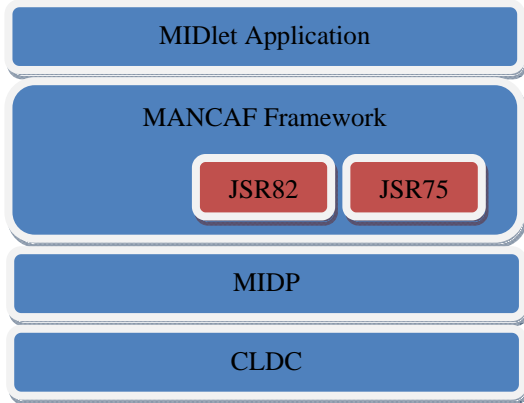 MIDlet Application
MANCAF Framework
JSR82 JSR75
MIDP
CLDC